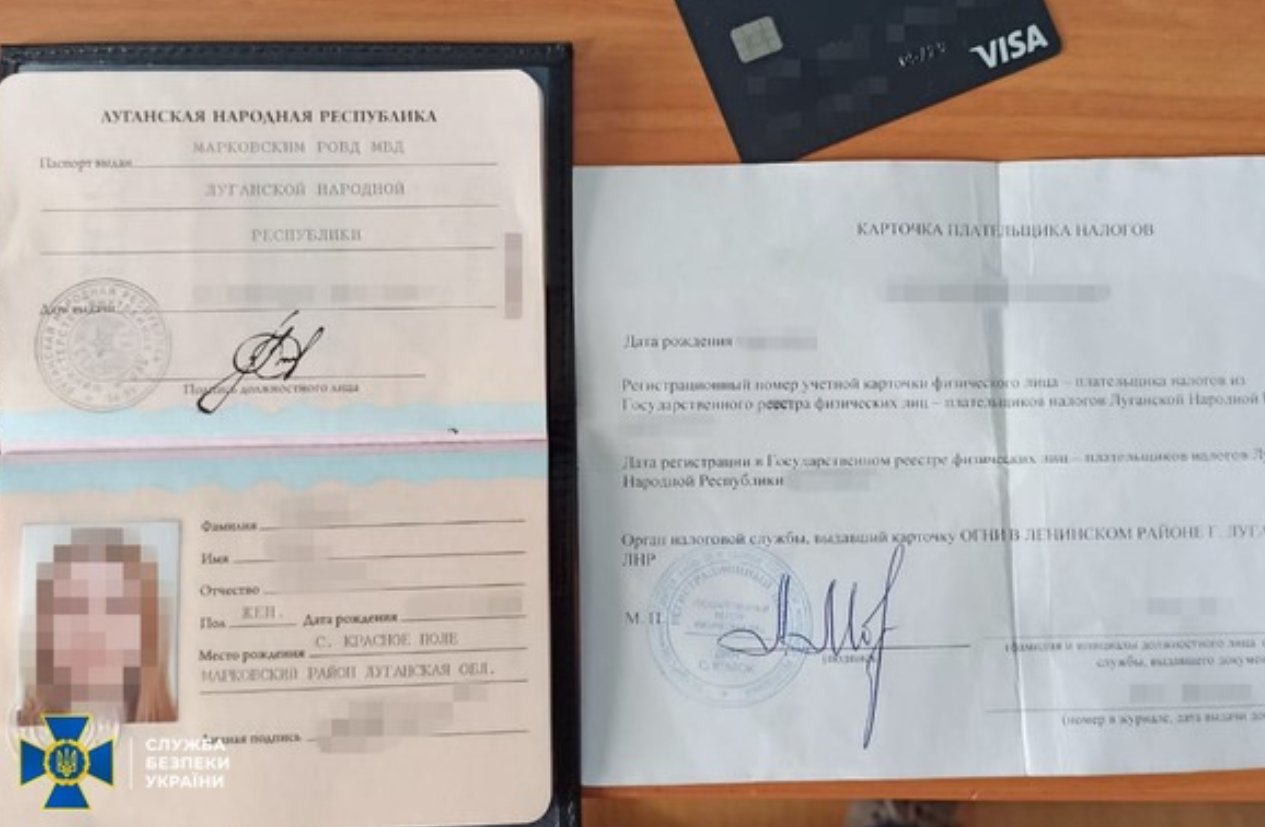 ЛУГАНСКАЯ НАРОДНАЯ РЕСПУБЛИКА
Паспорт выдан МАРКОВСКИМ РОВД МВД
ЛУГАНСКОЙ НАРОДНОЙ
РЕСПУБЛИКИ
Дата выдачи
Подпись должностного лица
Фамилия
Имя
Отчество
Пол ЖЕН. Дата рождения
Место рождения С. КРАСНОЕ ПОЛЕ
МАРКОВСКИЙ РАЙОН ЛУГАНСКАЯ ОБЛ.
Личная подпись
СЛУЖБА
БЕЗПЕКИ
УКРАЇНИ
VISA
КАРТОЧКА ПЛАТЕЛЬЩИКА НАЛОГОВ
Дата рождения
Регистрационный номер учетной карточки физического лица – плательщика налогов из
Государственного реестра физических лиц – плательщиков налогов Луганской Народной
Дата регистрации в Государственном реестре физических лиц – плательщиков налогов
Народной Республики
Орган налоговой службы, выдавший карточку ОГНИ В ЛЕНИНСКОМ РАЙОНЕ Г. ЛУГА
ЛНР
М. П.
(подпись)
(фамилия и инициалы должностного лица
службы, выдавшего докуме
(номер в журнале, дата выдачи до